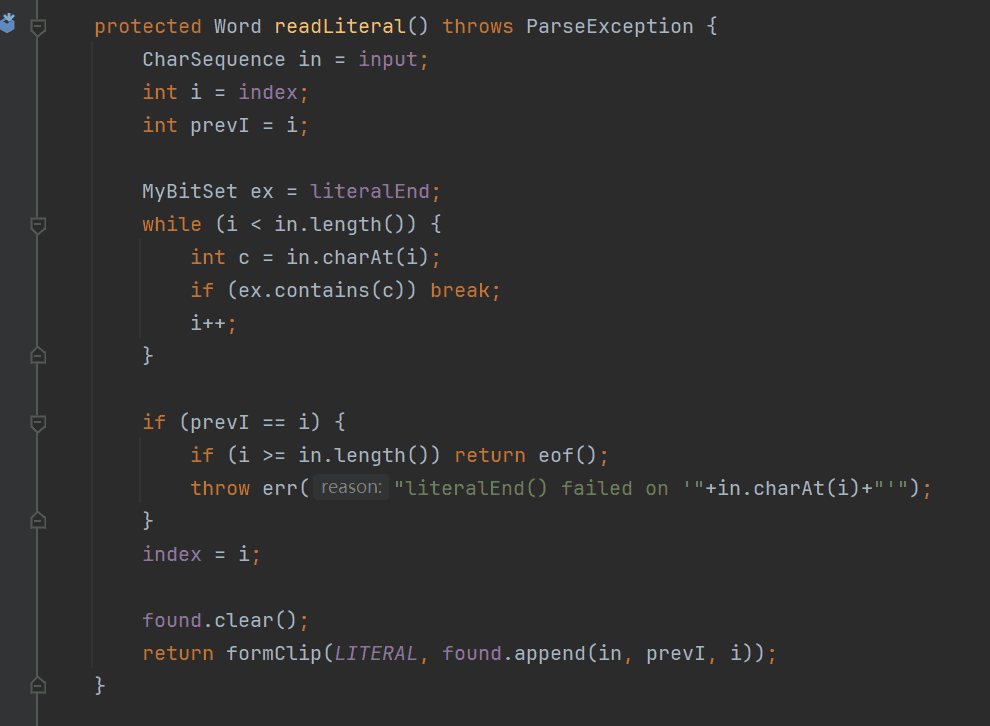 protected Word readLiteral() throws ParseException {
    CharSequence in = input;
    int i = index;
    int prevI = i;

    MyBitSet ex = literalEnd;
    while (i < in.length()) {
        int c = in.charAt(i);
        if (ex.contains(c)) break;
        i++;
    }

    if (prevI == i) {
        if (i >= in.length()) return eof();
        throw err( reason: "literalEnd() failed on '"+in.charAt(i)+"'");
    }
    index = i;

    found.clear();
    return formClip(LITERAL, found.append(in, prevI, i));
}